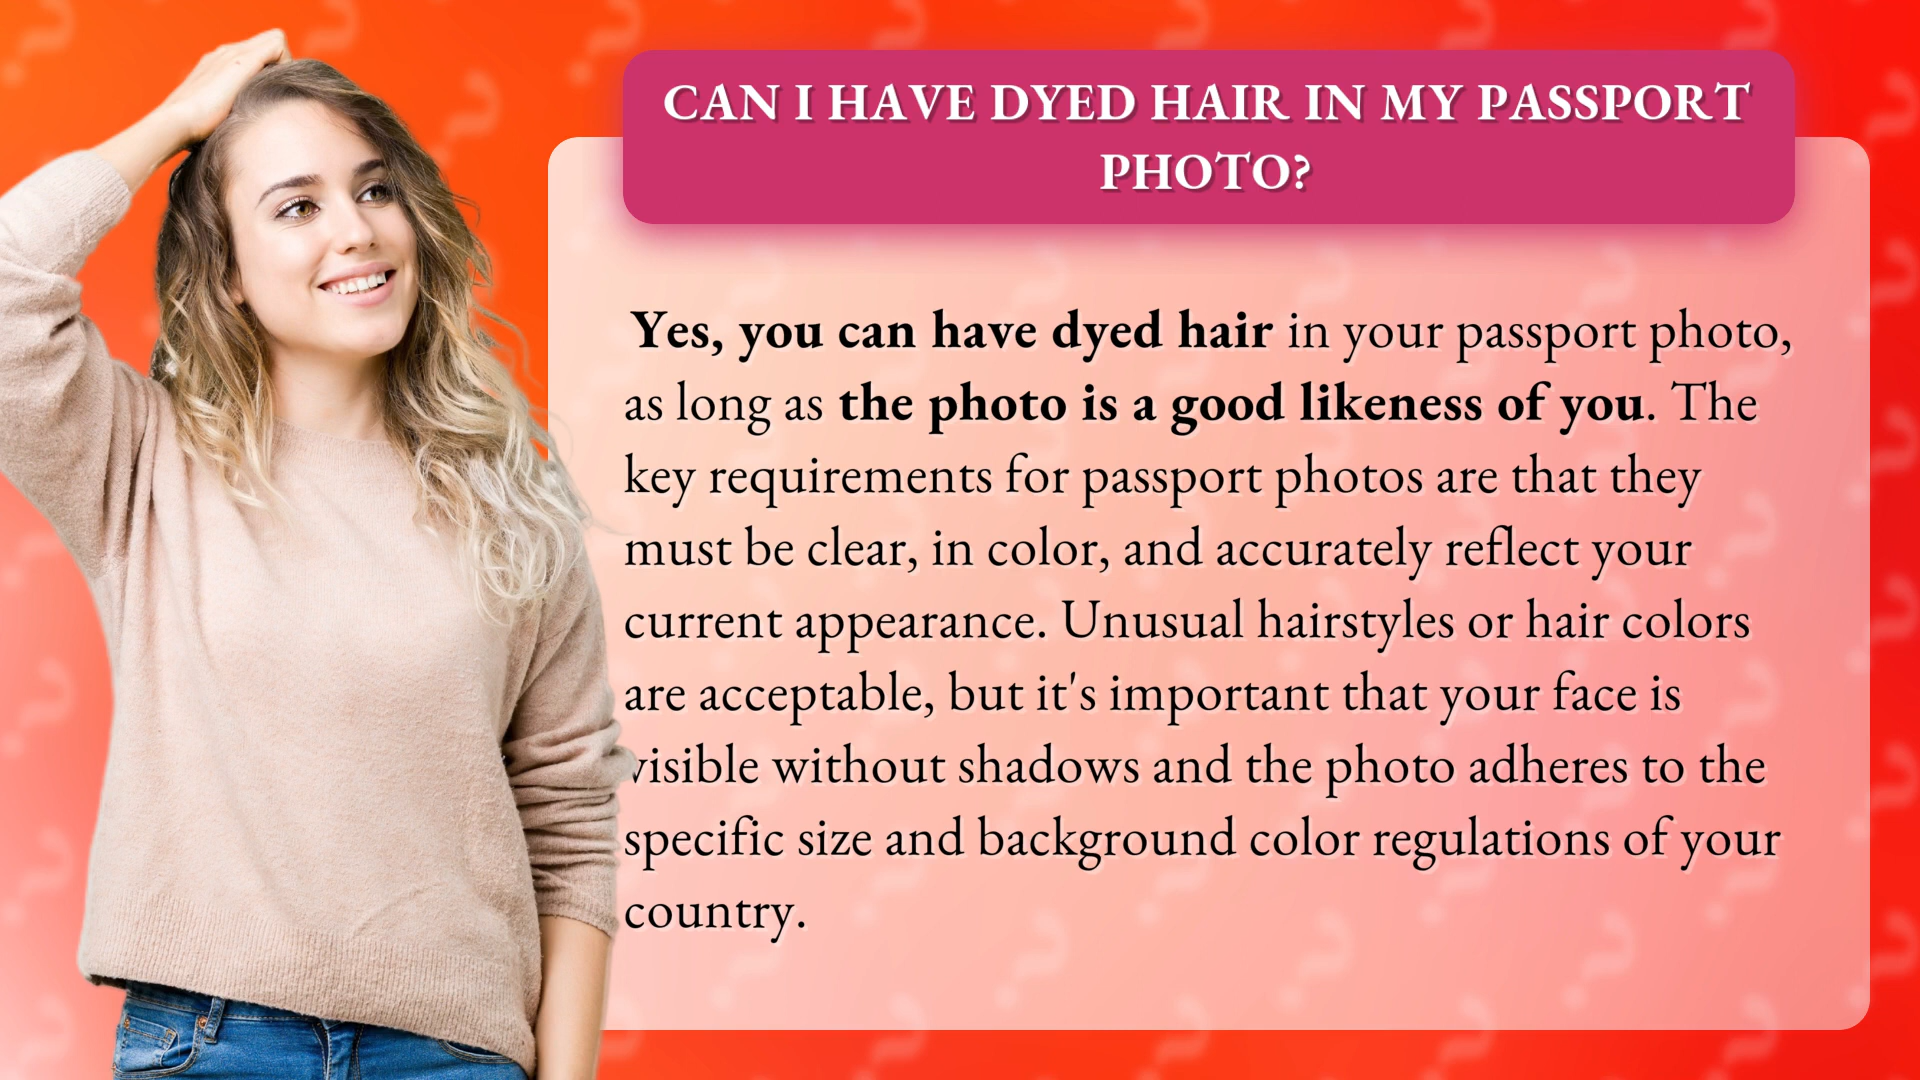 CAN I HAVE DYED HAIR IN MY PASSPORT
PHOTO?
Yes, you can have dyed hair in your passport photo,
as long as the photo is a good likeness of you. The
key requirements for passport photos are that they
must be clear, in color, and accurately reflect your
current appearance. Unusual hairstyles or hair colors
are acceptable, but it's important that your face is
visible without shadows and the photo adheres to the
specific size and background color regulations of your
country.